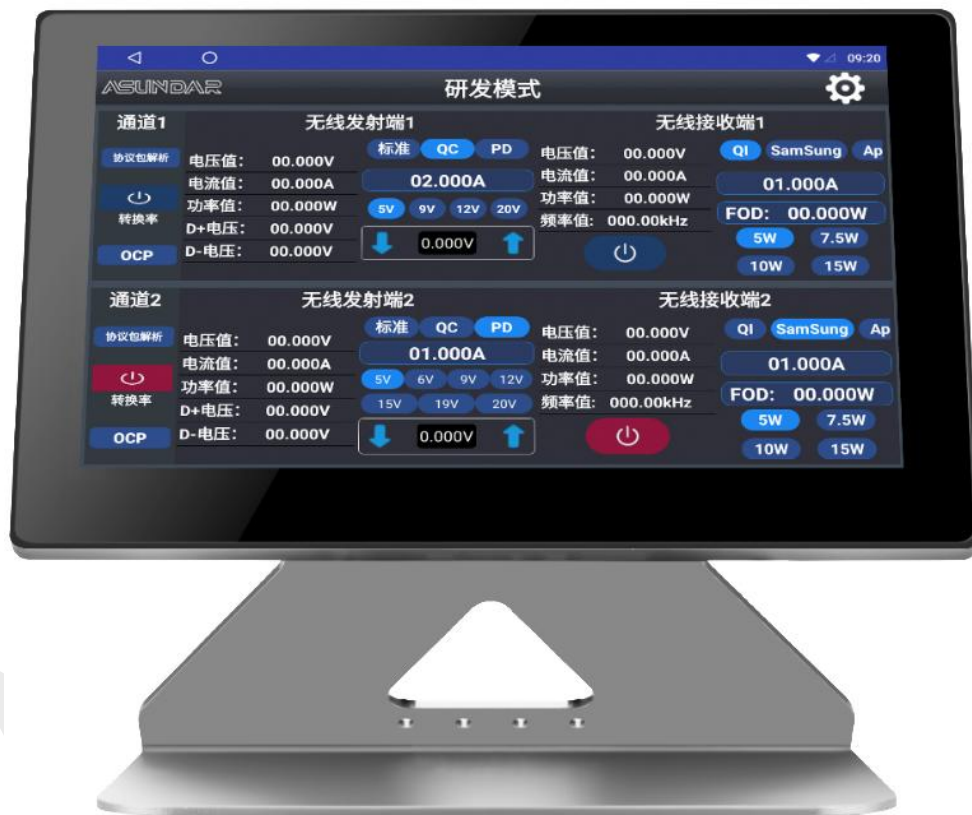 09:20
ASUNDAR
研发模式
通道1
协议包解析
转换率
OCP
无线发射端1
电压值: 00.000V
电流值: 00.000A
功率值: 00.000W
D+电压: 00.000V
D-电压: 00.000V
标准 QC PD
02.000A
5V 9V 12V 20V
0.000V
无线接收端1
电压值: 00.000V
电流值: 00.000A
功率值: 00.000W
频率值: 000.00kHz
QI SamSung Ap
01.000A
FOD: 00.000W
5W 7.5W
10W 15W
通道2
协议包解析
转换率
OCP
无线发射端2
电压值: 00.000V
电流值: 00.000A
功率值: 00.000W
D+电压: 00.000V
D-电压: 00.000V
标准 QC PD
01.000A
5V 6V 9V 12V
15V 19V 20V
0.000V
无线接收端2
电压值: 00.000V
电流值: 00.000A
功率值: 00.000W
频率值: 000.00kHz
QI SamSung Ap
01.000A
FOD: 00.000W
5W 7.5W
10W 15W